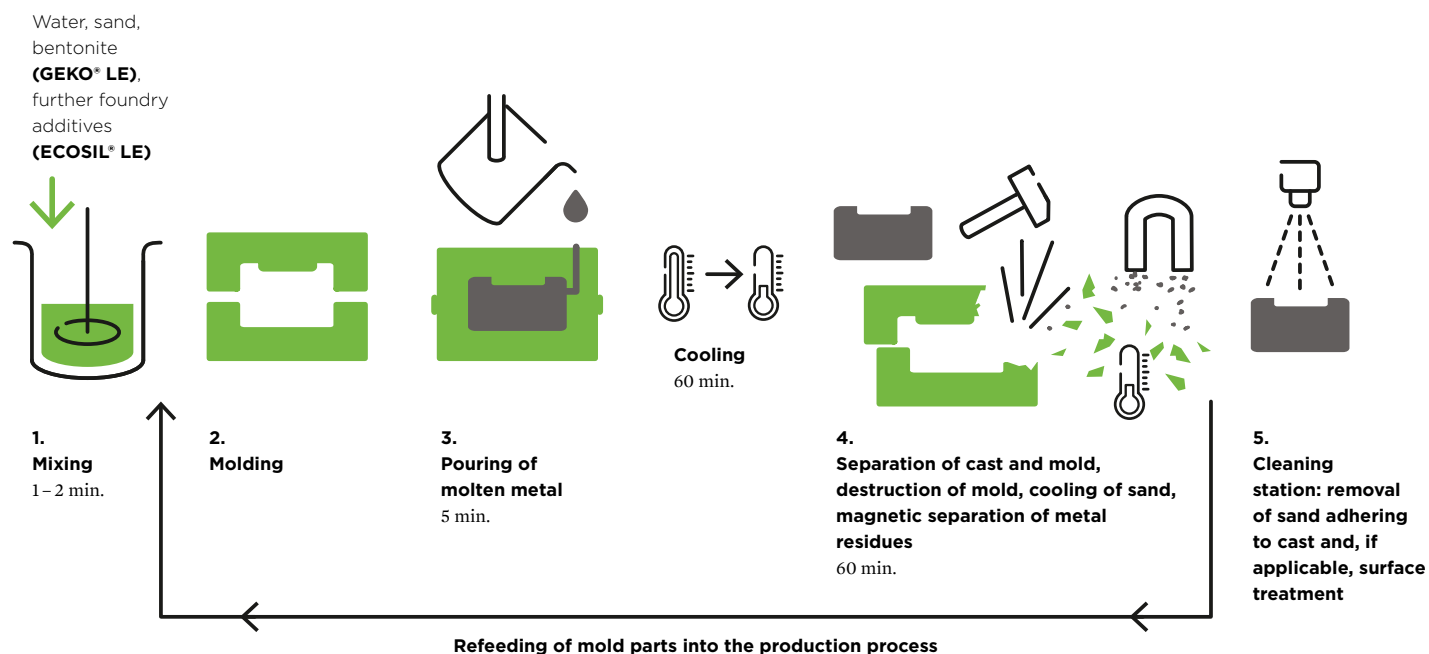 Water, sand,
bentonite
(GEKO® LE),
further foundry
additives
(ECOSIL® LE)
Cooling
60 min.
1.
Mixing
1–2 min.
2.
Molding
3.
Pouring of
molten metal
5 min.
4.
Separation of cast and mold,
destruction of mold, cooling of sand,
magnetic separation of metal
residues
60 min.
5.
Cleaning
station: removal
of sand adhering
to cast and, if
applicable, surface
treatment
Refeeding of mold parts into the production process